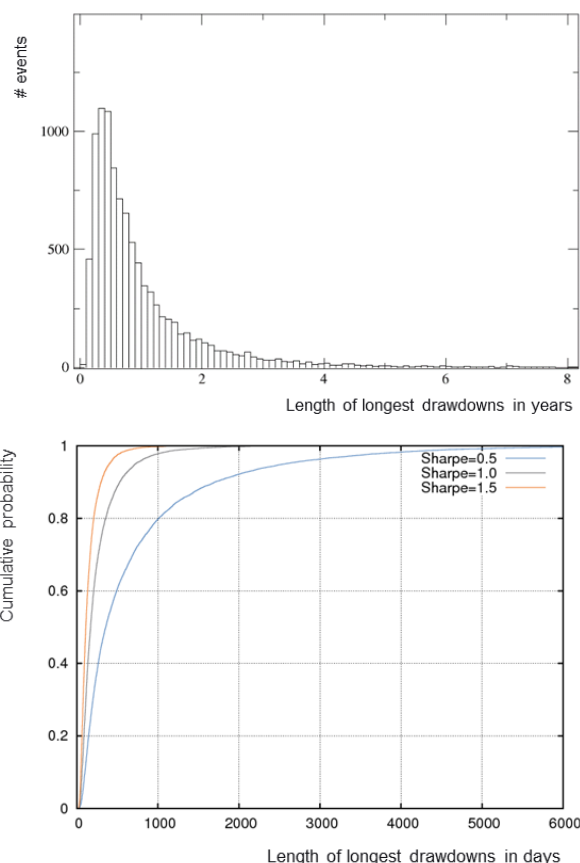 # events
1000
500
0
0 2 4 6 8
Length of longest drawdowns in years
Cumulative probability
1
0.8
0.6
0.4
0.2
0
Sharpe=0.5
Sharpe=1.0
Sharpe=1.5
0 1000 2000 3000 4000 5000 6000
Length of longest drawdowns in days